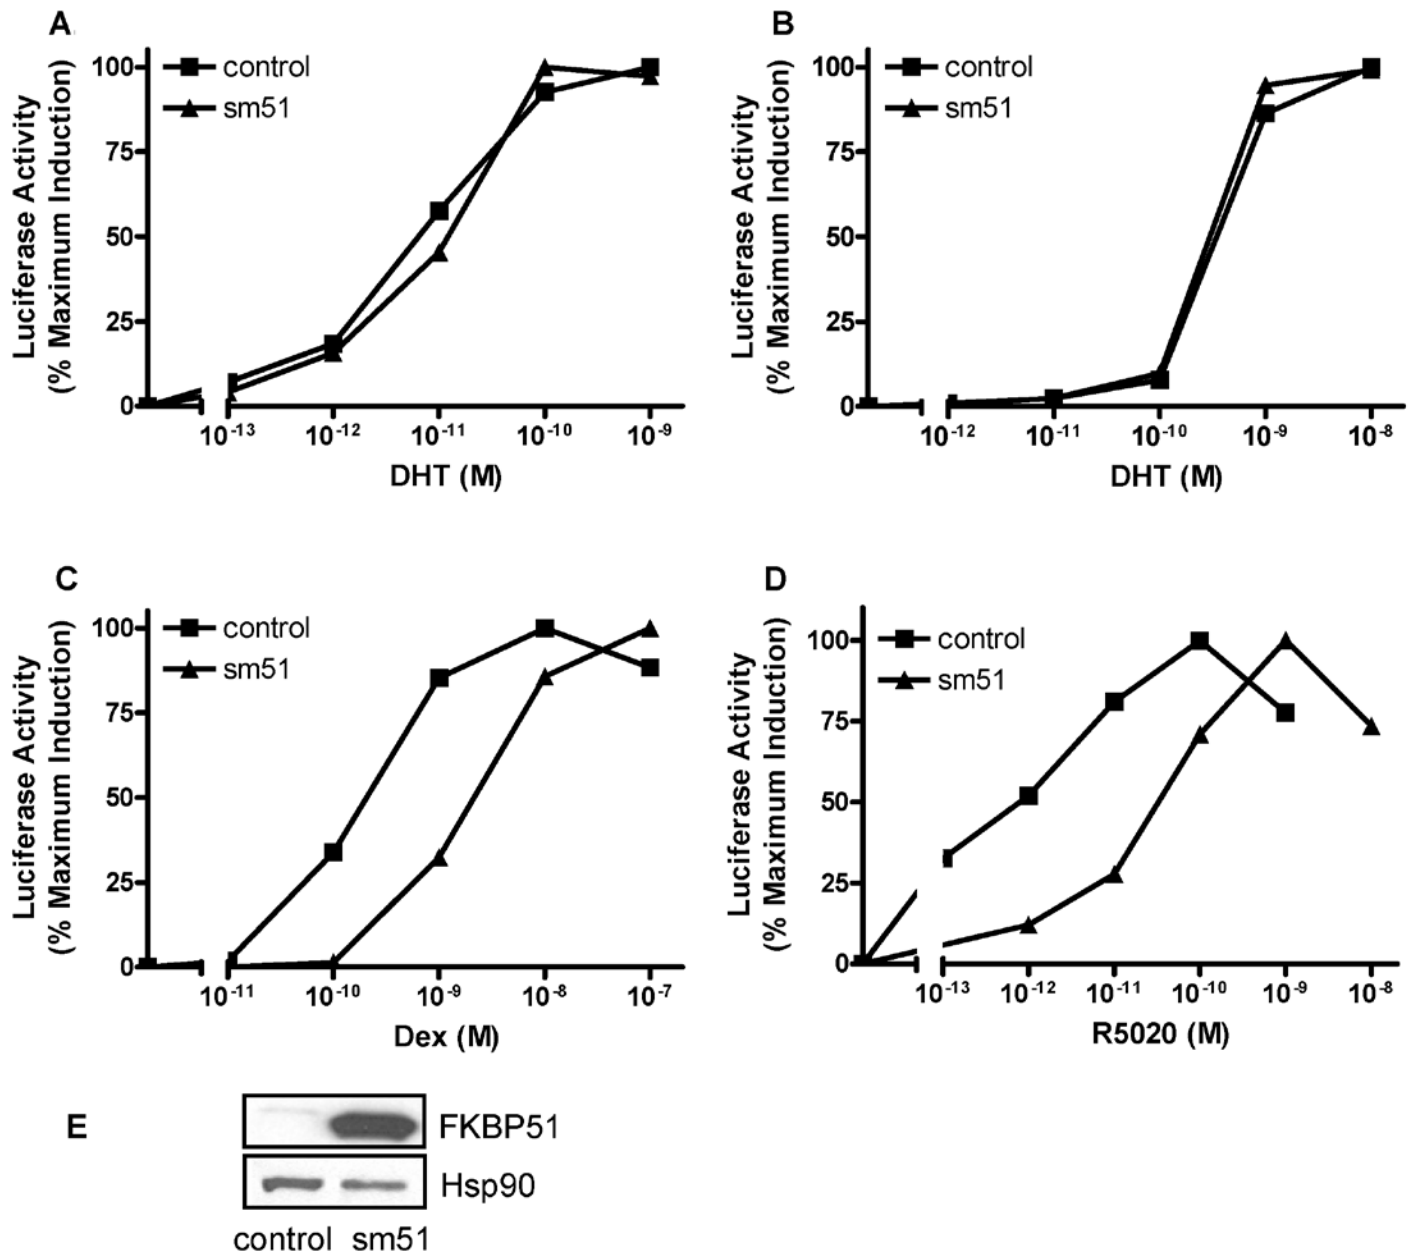 A
control
sm51
Luciferase Activity
(% Maximum Induction)
100
75
50
25
0
10-13 10-12 10-11 10-10 10-9
DHT (M)
B
control
sm51
Luciferase Activity
(% Maximum Induction)
100
75
50
25
0
10-12 10-11 10-10 10-9 10-8
DHT (M)
C
control
sm51
Luciferase Activity
(% Maximum Induction)
100
75
50
25
0
10-11 10-10 10-9 10-8 10-7
Dex (M)
D
control
sm51
Luciferase Activity
(% Maximum Induction)
100
75
50
25
0
10-13 10-12 10-11 10-10 10-9 10-8
R5020 (M)
E
FKBP51
Hsp90
control sm51